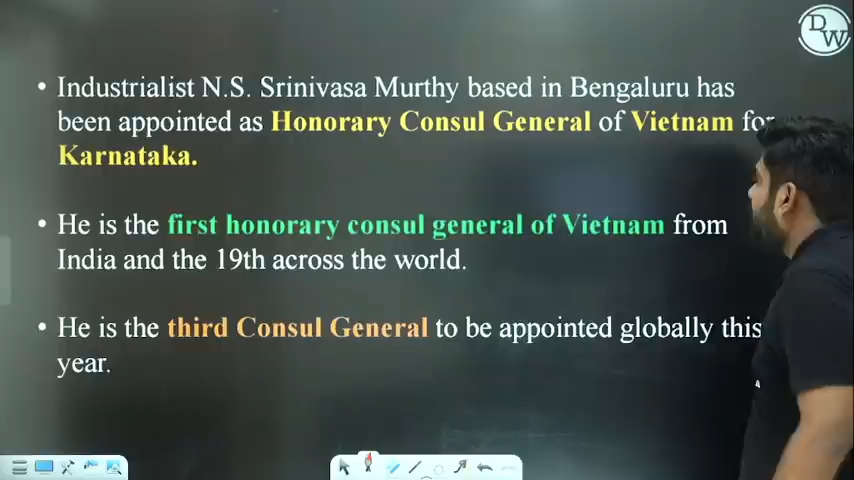 DW
• Industrialist N.S. Srinivasa Murthy based in Bengaluru has
been appointed as Honorary Consul General of Vietnam for
Karnataka.
• He is the first honorary consul general of Vietnam from
India and the 19th across the world.
• He is the third Consul General to be appointed globally this
year.